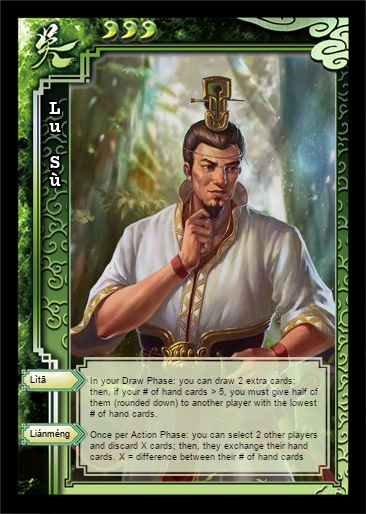 吴
Lu Sù
Lìtā
In your Draw Phase: you can draw 2 extra cards;
then, if your # of hand cards > 5, you must give half of
them (rounded down) to another player with the lowest
# of hand cards.
Liánméng
Once per Action Phase: you can select 2 other players
and discard X cards; then, they exchange their hand
cards. X = difference between their # of hand cards